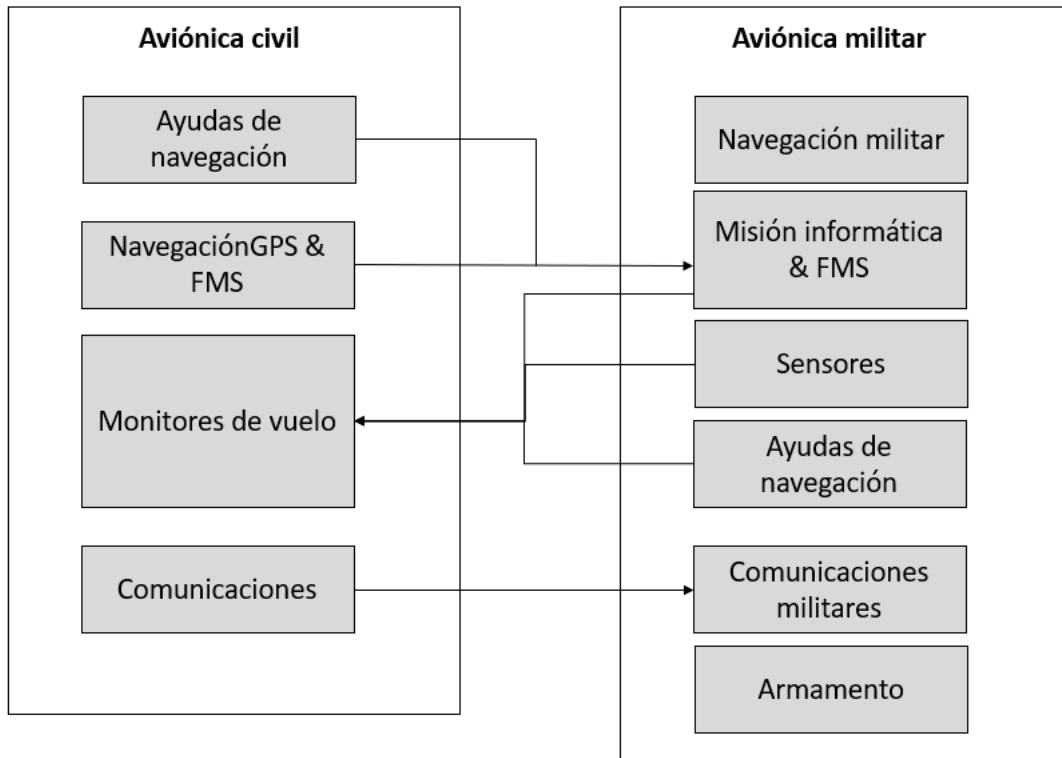 Aviónica civil
Ayudas de
navegación
NavegaciónGPS &
FMS
Monitores de vuelo
Comunicaciones
Aviónica militar
Navegación militar
Misión informática
& FMS
Sensores
Ayudas de
navegación
Comunicaciones
militares
Armamento